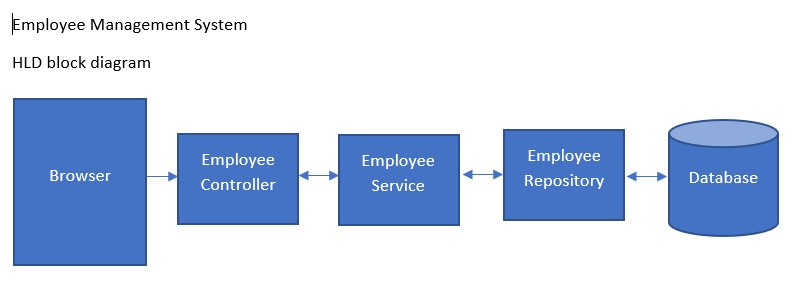 Employee Management System
HLD block diagram
Browser
Employee
Controller
Employee
Service
Employee
Repository
Database